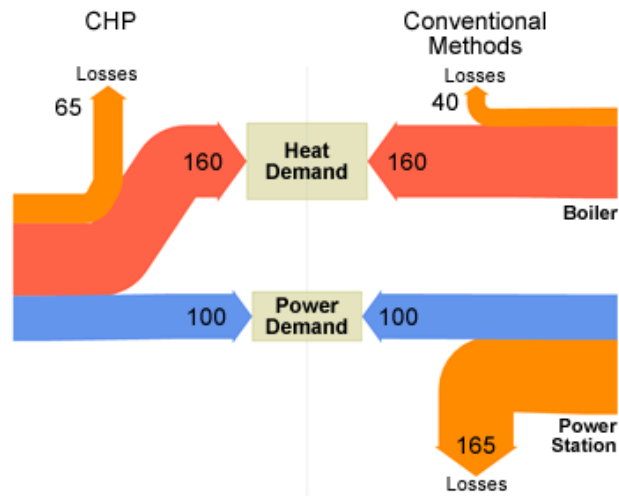 CHP
Conventional
Methods
Losses
65
Losses
40
160
Heat
Demand
160
Boiler
100
Power
Demand
100
165
Losses
Power
Station